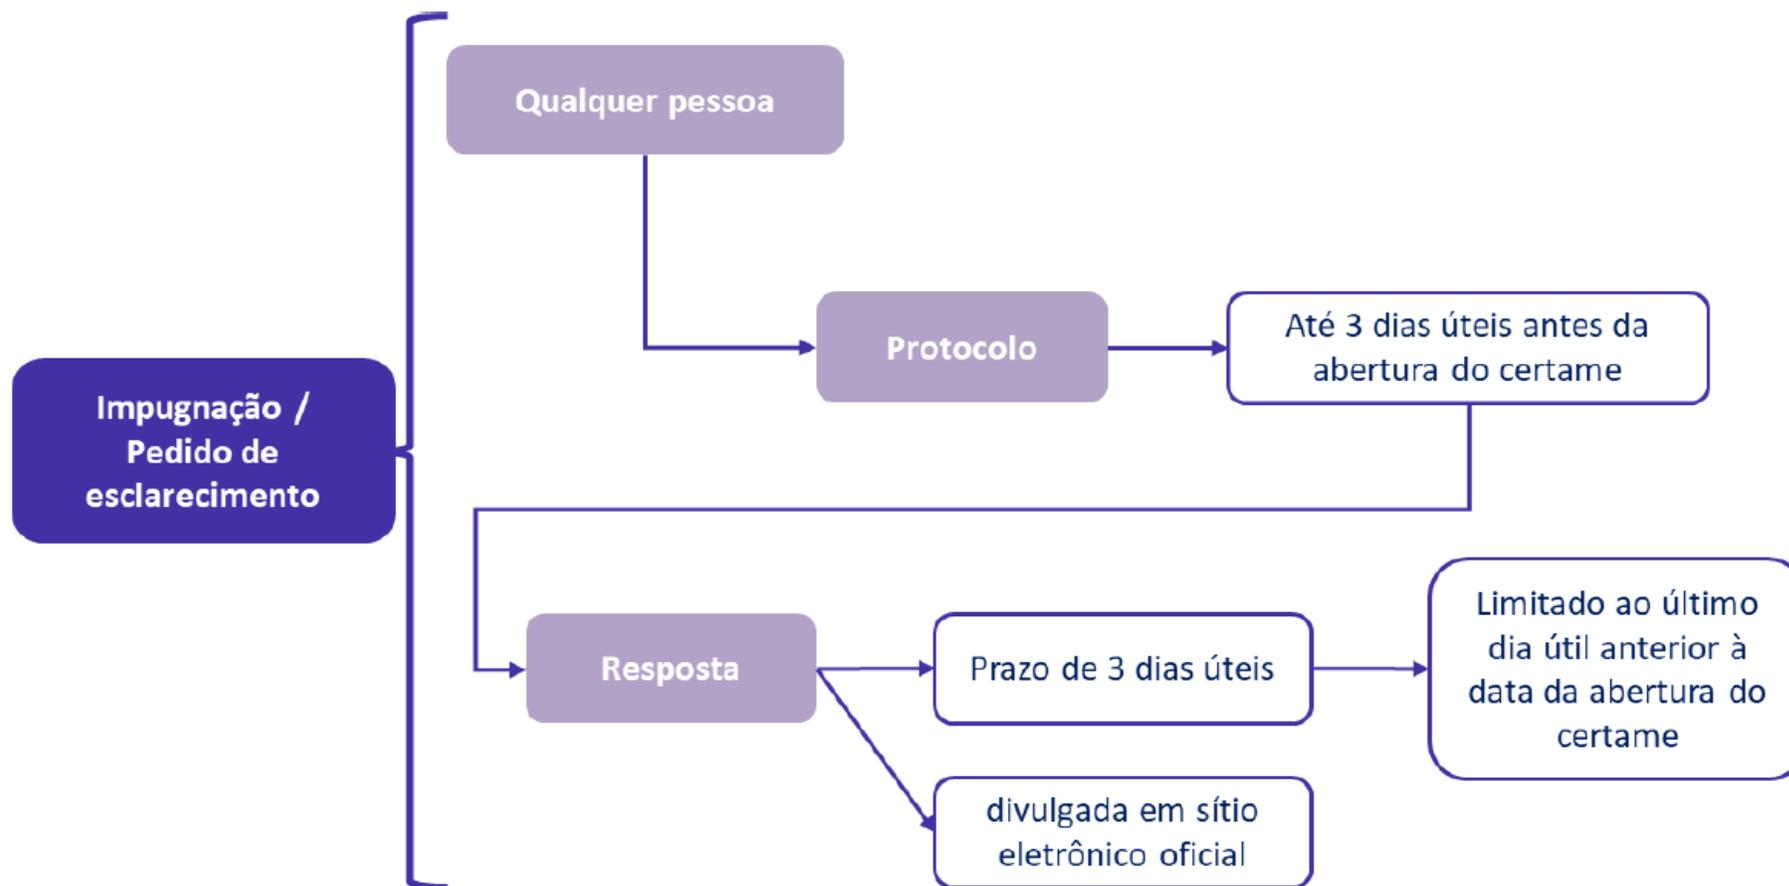 Qualquer pessoa
Protocolo
Até 3 dias úteis antes da
abertura do certame
Impugnação /
Pedido de
esclarecimento
Resposta
Prazo de 3 dias úteis
Limitado ao último
dia útil anterior à
data da abertura do
certame
divulgada em sítio
eletrônico oficial